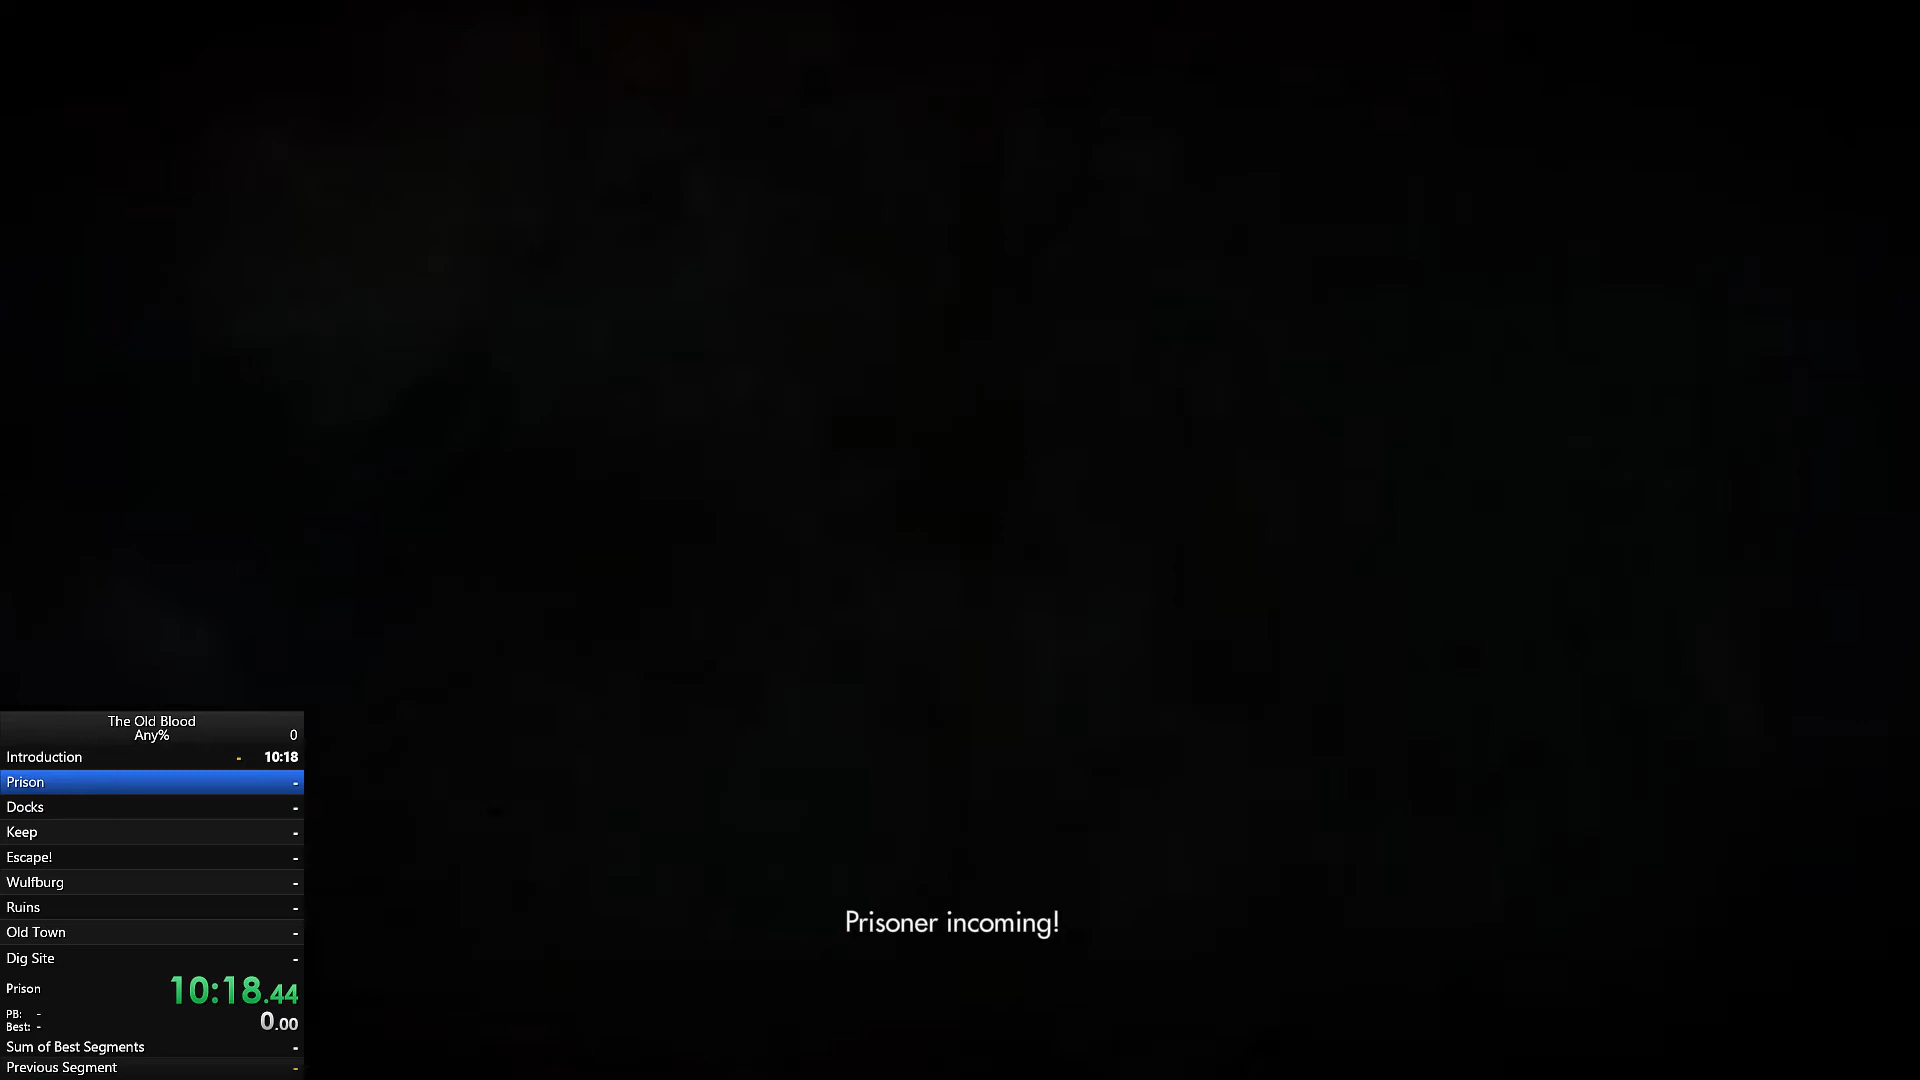 The Old Blood
Any% 0
Introduction - 10:18
Prison -
Docks -
Keep -
Escape! -
Wulfburg -
Ruins -
Old Town -
Dig Site -
Prison 10:18.44
PB: -
Best: - 0.00
Sum of Best Segments -
Previous Segment -
Prisoner incoming!